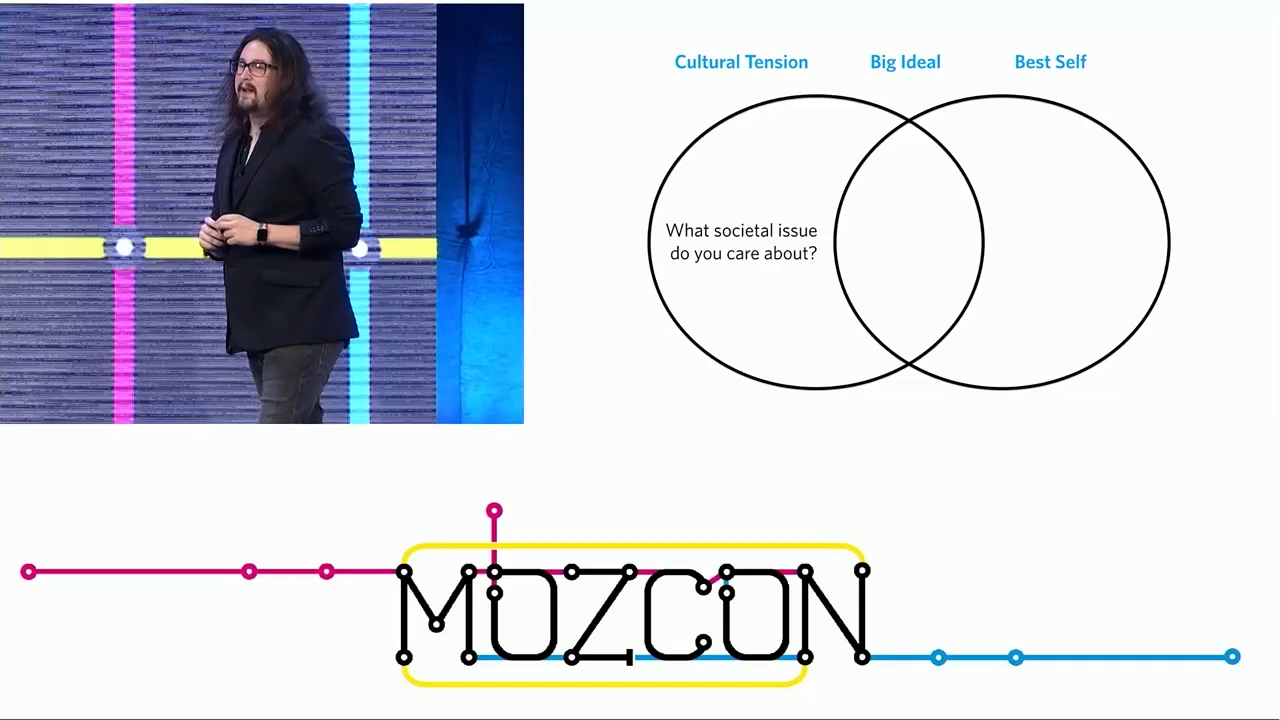 Cultural Tension Big Ideal Best Self
What societal issue
do you care about?
MOZCON